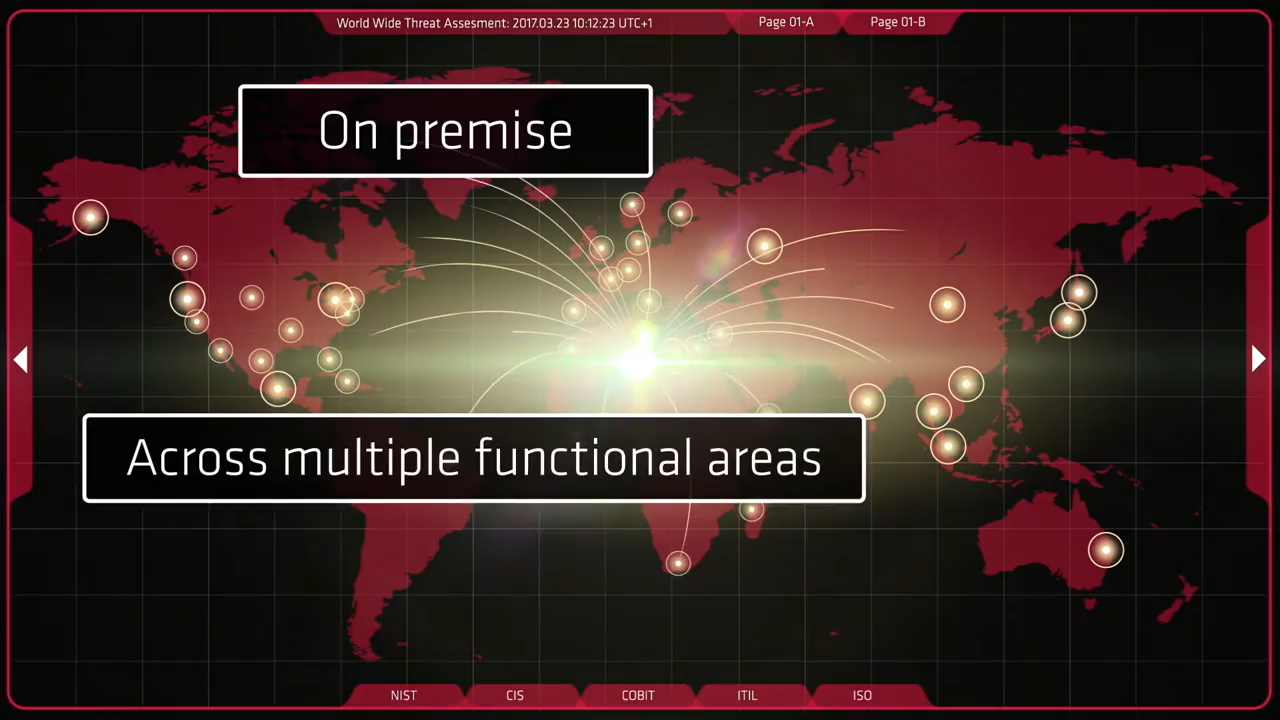 World Wide Threat Assesment: 2017.03.23 10:12:23 UTC+1
Page 01-A
Page 01-B
On premise
Across multiple functional areas
NIST
CIS
COBIT
ITIL
ISO